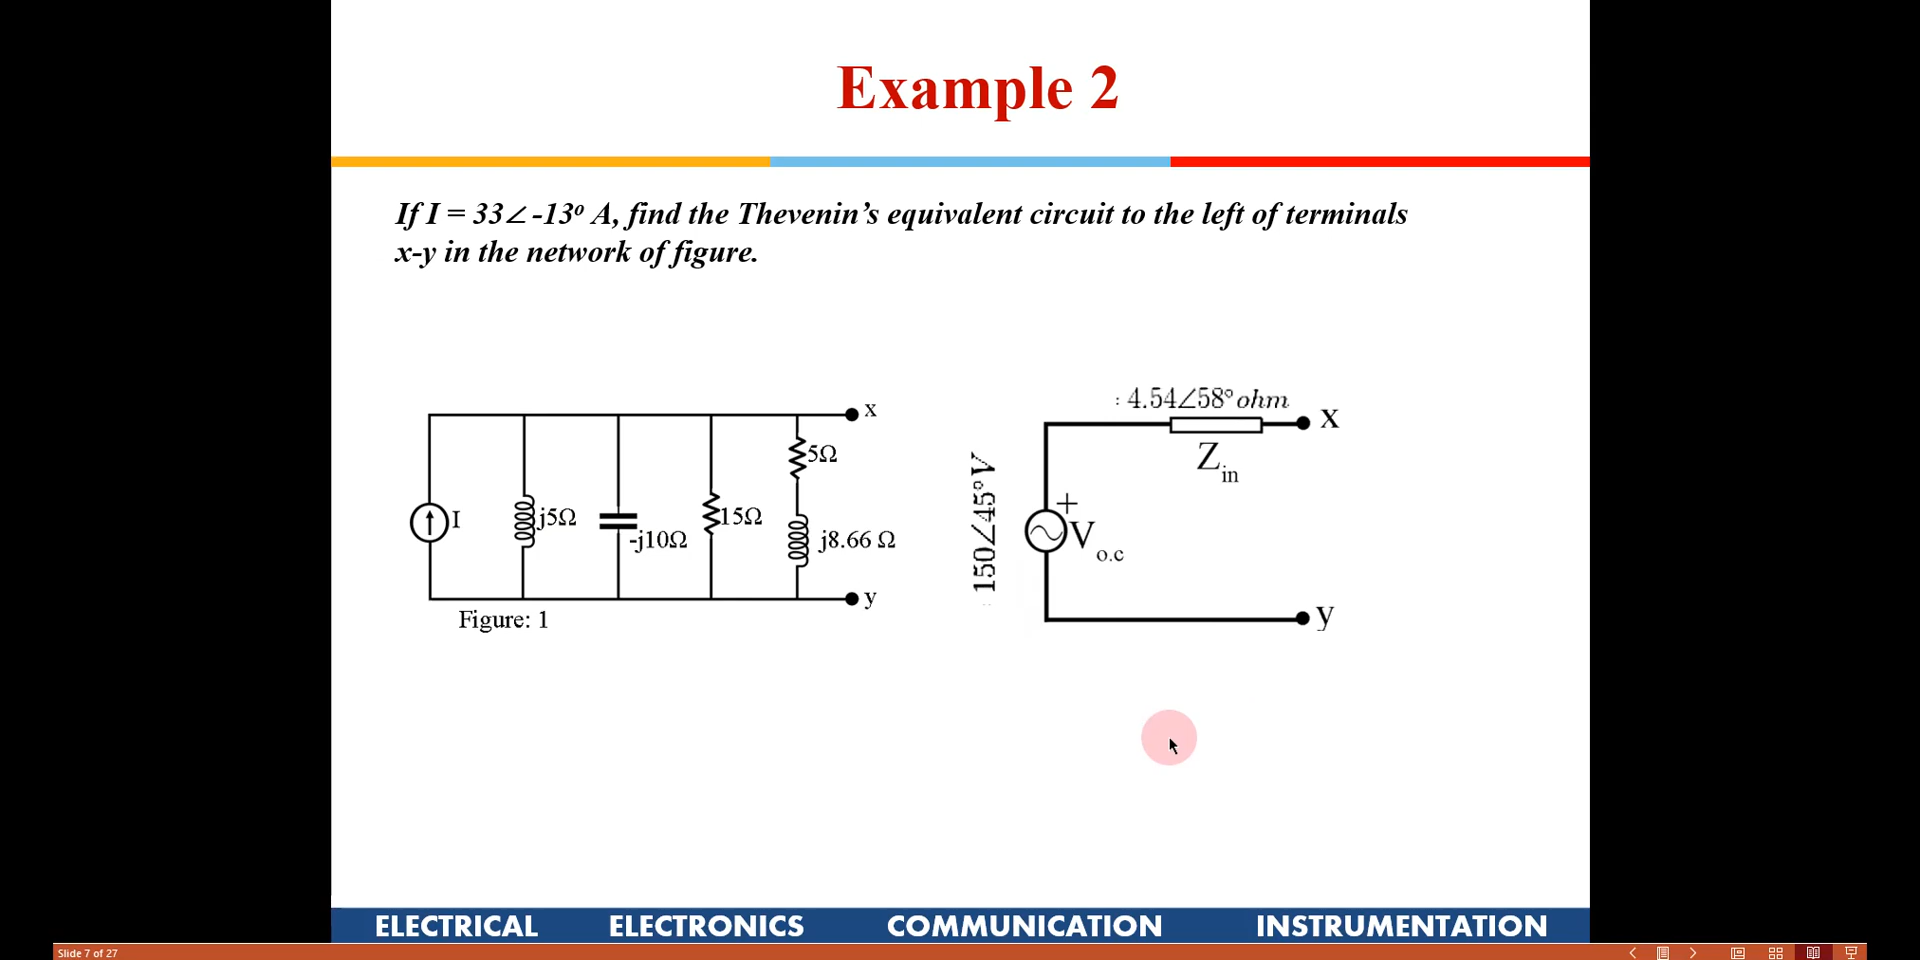 Example 2
If I = 33∠ -13º A, find the Thevenin’s equivalent circuit to the left of terminals
x-y in the network of figure.
I
j5Ω
-j10Ω
15Ω
5Ω
j8.66 Ω
x
y
Figure: 1
: 4.54∠58° ohm
Z in
X
150∠45° V
+
V o.c
y
ELECTRICAL ELECTRONICS COMMUNICATION INSTRUMENTATION
Slide 7 of 27